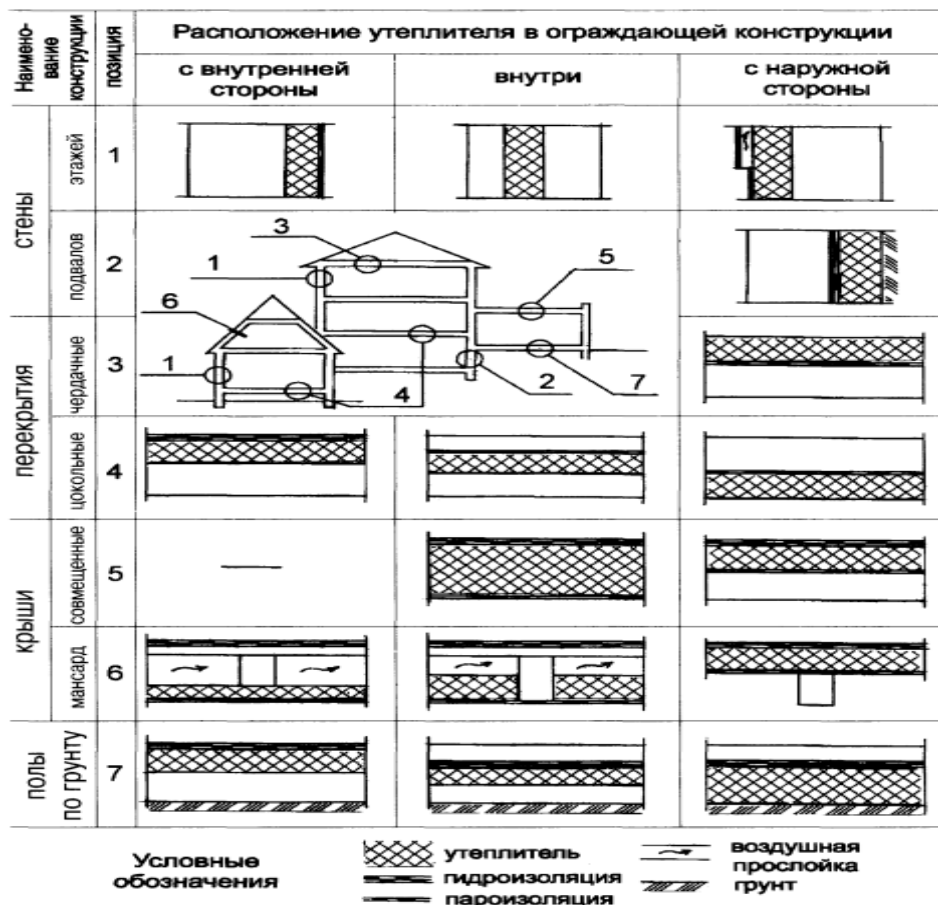 Наимено-
вание
конструкции
позиция
Расположение утеплителя в ограждающей конструкции
с внутренней
стороны
внутри
с наружной
стороны
стены
этажей
1
подвалов
2
3
1
6
1
4
5
2
7
перекрытия
чердачные
3
цокольные
4
крыши
совмещенные
5
мансард
6
полы
по грунту
7
Условные
обозначения
утеплитель
гидроизоляция
пароизоляция
воздушная
прослойка
грунт